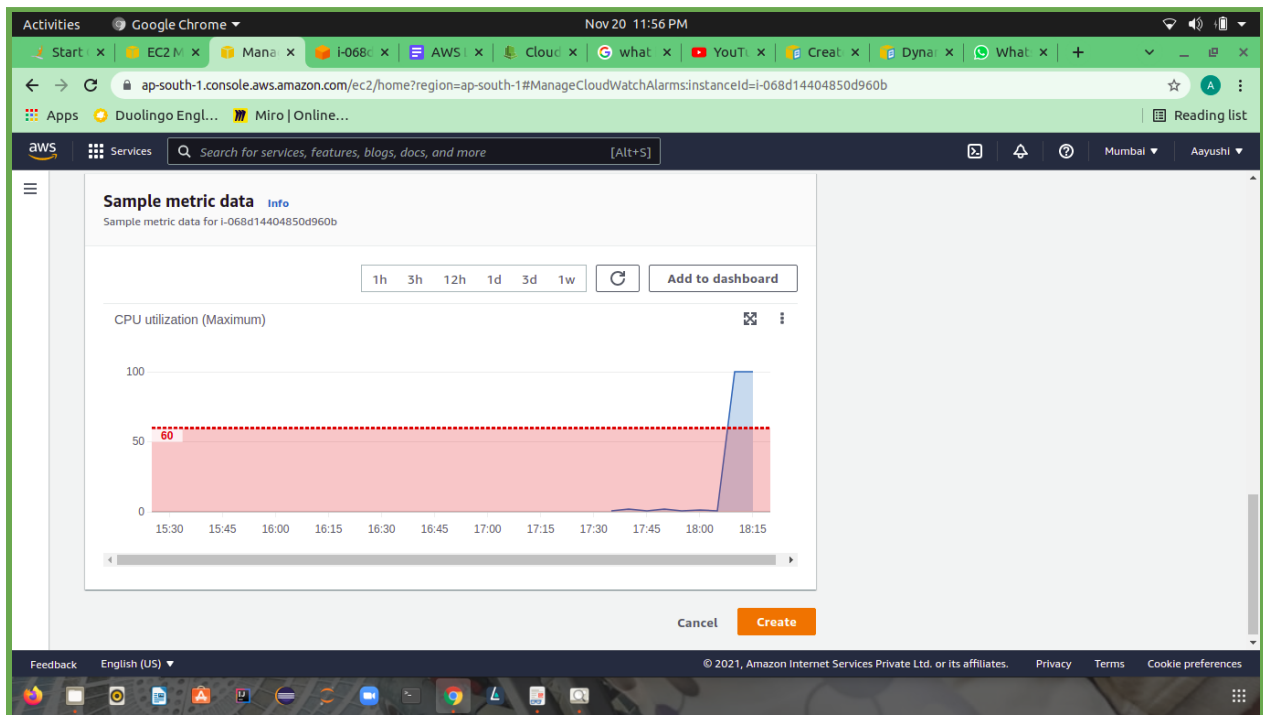 Activities Google Chrome ▾ Nov 20 11:56 PM
Start EC2 M Mana i-068d AWS L Cloud what YouTu Creat Dynar Whats
ap-south-1.console.aws.amazon.com/ec2/home?region=ap-south-1#ManageCloudWatchAlarms:instanceId=i-068d14404850d960b A
Apps Duolingo Engl... Miro | Online... Reading list
aws Services Search for services, features, blogs, docs, and more [Alt+S] Mumbai ▼ Aayushi ▼
Sample metric data Info
Sample metric data for i-068d14404850d960b
1h 3h 12h 1d 3d 1w Add to dashboard
CPU utilization (Maximum)
100
60
50
0
15:30 15:45 16:00 16:15 16:30 16:45 17:00 17:15 17:30 17:45 18:00 18:15
Cancel Create
Feedback English (US) ▼ © 2021, Amazon Internet Services Private Ltd. or its affiliates. Privacy Terms Cookie preferences